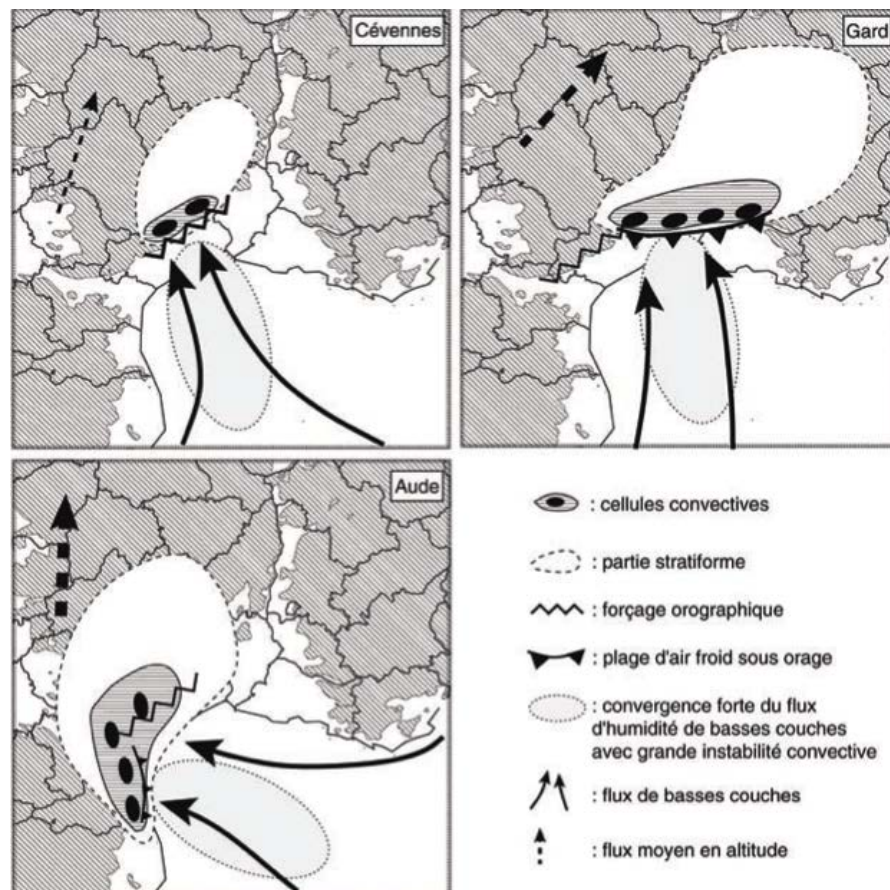 Cévennes
Gard
Aude
: cellules convectives
: partie stratiforme
: forçage orographique
: plage d'air froid sous orage
: convergence forte du flux
d'humidité de basses couches
avec grande instabilité convective
: flux de basses couches
: flux moyen en altitude